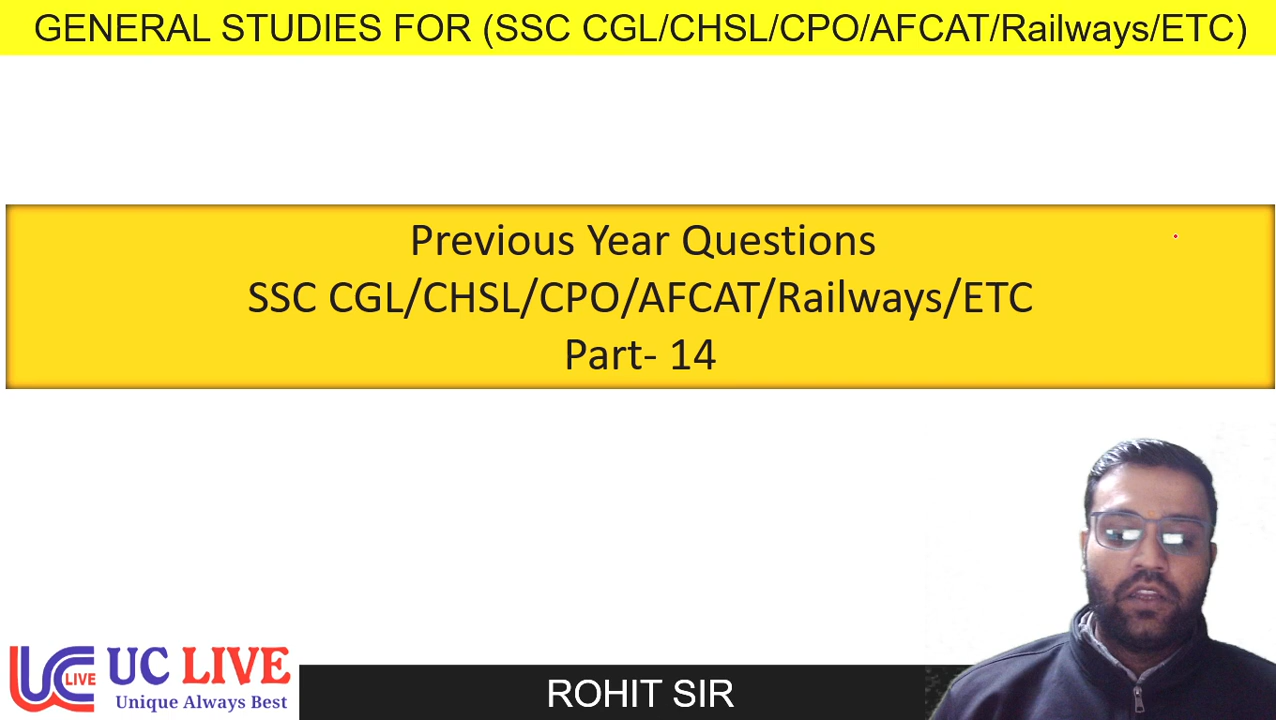 GENERAL STUDIES FOR (SSC CGL/CHSL/CPO/AFCAT/Railways/ETC)
Previous Year Questions
SSC CGL/CHSL/CPO/AFCAT/Railways/ETC
Part- 14
UC LIVE
LIVE
Unique Always Best
ROHIT SIR